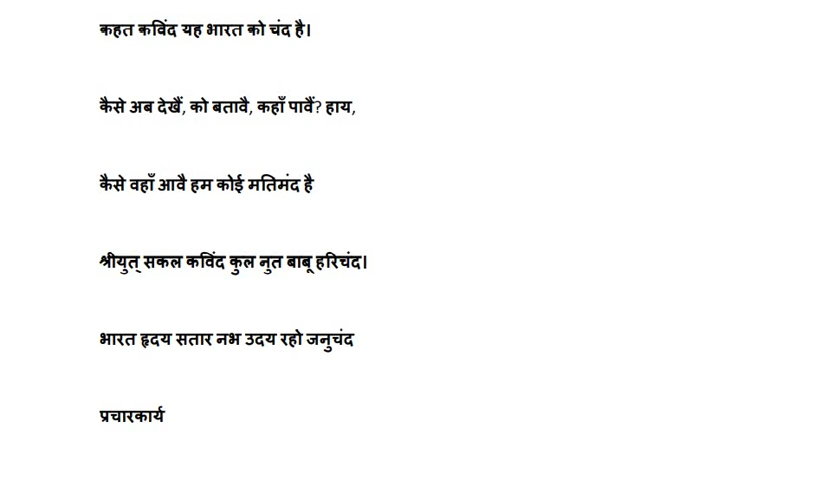 कहत कविंद यह भारत को चंद है।
कैसे अब देखैं, को बतावै, कहाँ पावैं? हाय,
कैसे वहाँ आवै हम कोई मतिमंद है
श्रीयुत् सकल कविंद कुल नुत बाबू हरिचंद।
भारत हृदय सतार नभ उदय रहो जनुचंद
प्रचारकार्य